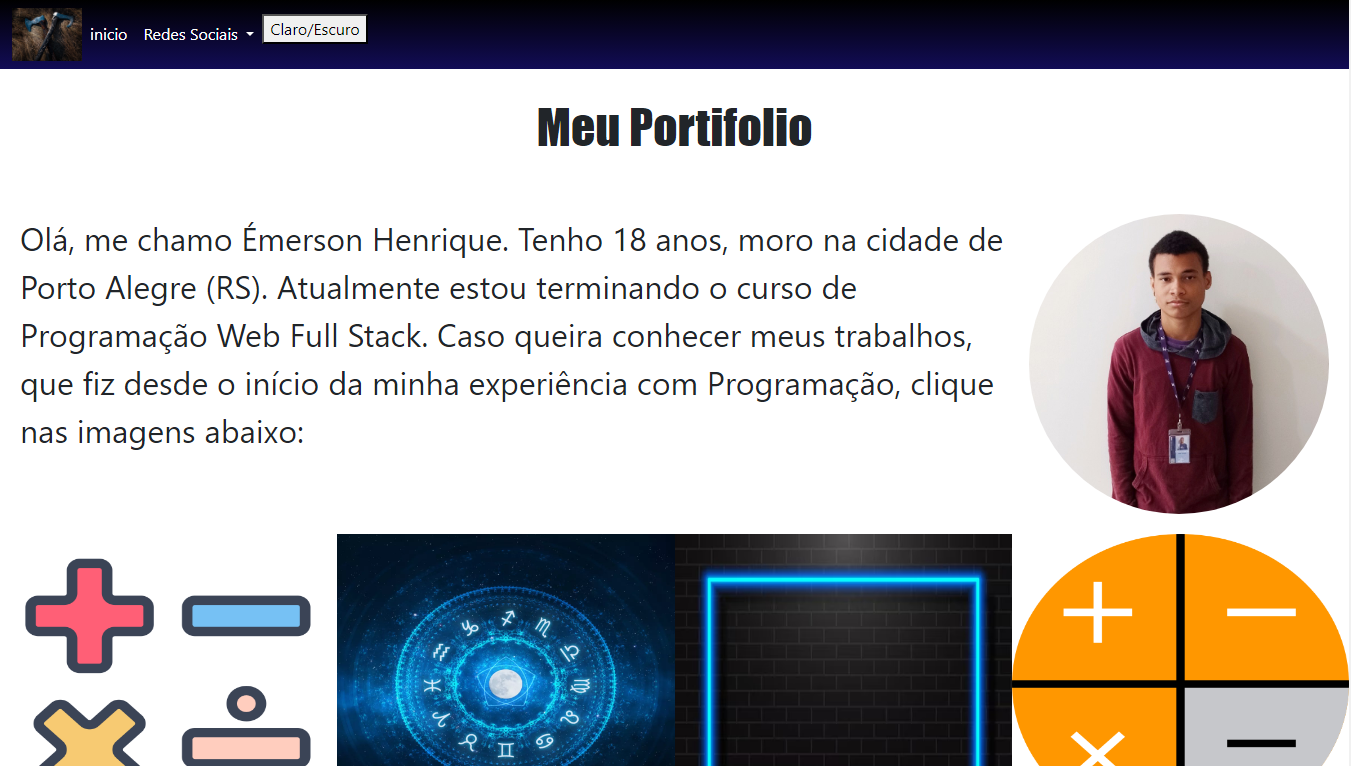 inicio Redes Sociais Claro/Escuro
Meu Portifolio
Olá, me chamo Émerson Henrique. Tenho 18 anos, moro na cidade de
Porto Alegre (RS). Atualmente estou terminando o curso de
Programação Web Full Stack. Caso queira conhecer meus trabalhos,
que fiz desde o início da minha experiência com Programação, clique
nas imagens abaixo: